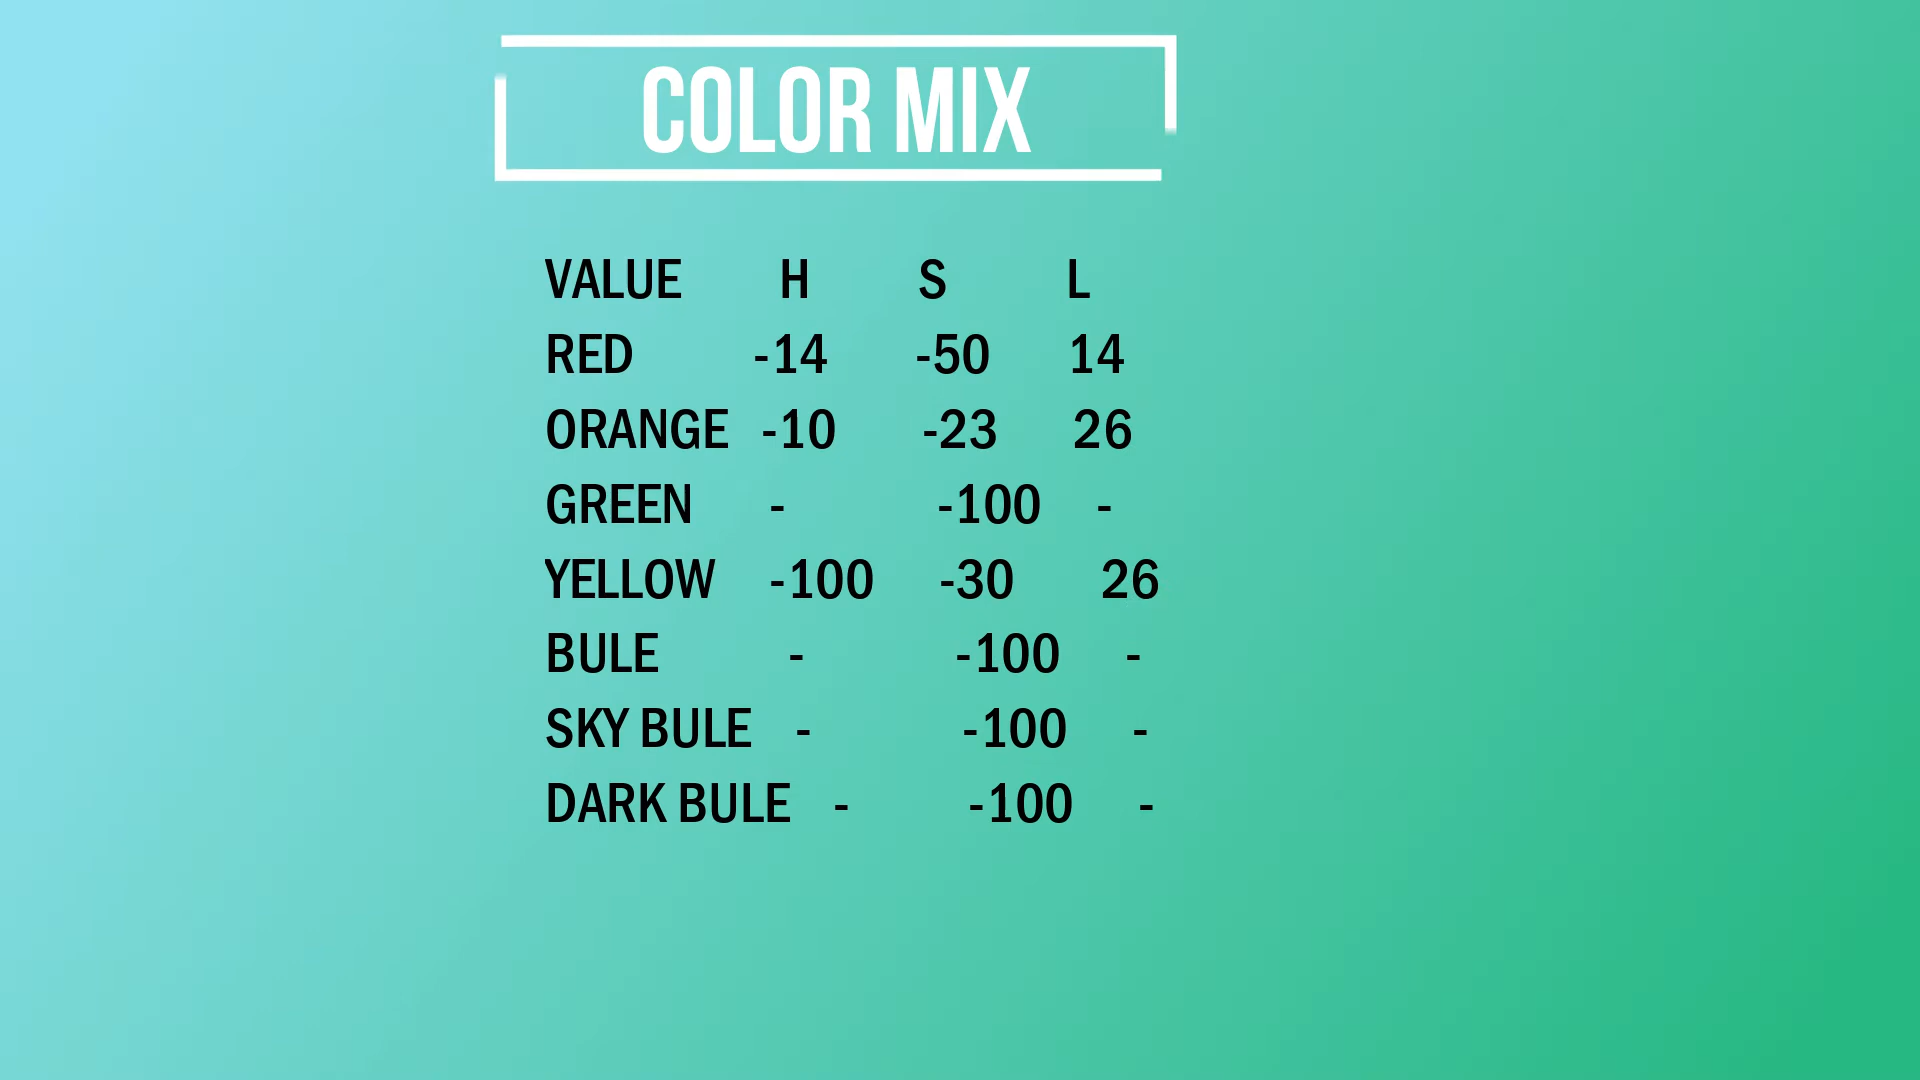 COLOR MIX
VALUE H S L
RED -14 -50 14
ORANGE -10 -23 26
GREEN - -100 -
YELLOW -100 -30 26
BULE - -100 -
SKY BULE - -100 -
DARK BULE - -100 -